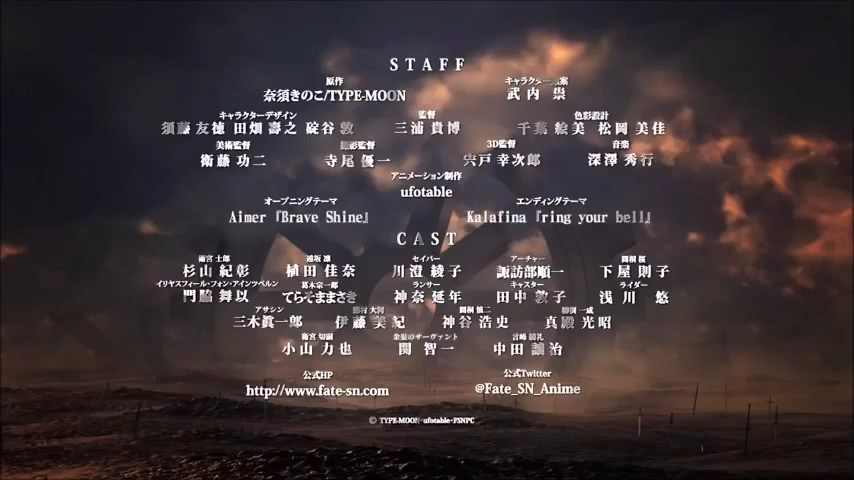 STAFF
原作 キャラクター原案
奈須きのこ/TYPE-MOON 武内 崇
キャラクターデザイン 監督 色彩設計
須藤 友徳 田畑 壽之 碇谷 敦 三浦 貴博 千葉 絵美 松岡 美佳
美術監督 撮影監督 3D監督 音楽
衛藤 功二 寺尾 優一 宍戸 幸次郎 深澤 秀行
アニメーション制作
ufotable
オープニングテーマ エンディングテーマ
Aimer『Brave Shine』 Kalafina『ring your bell』
CAST
衛宮 士郎 遠坂 凛 セイバー アーチャー 間桐 桜
杉山 紀彰 植田 佳奈 川澄 綾子 諏訪部順一 下屋 則子
イリヤスフィール・フォン・アインツベルン 葛木宗一郎 ランサー キャスター ライダー
門脇 舞以 てらそままさき 神奈 延年 田中 敦子 浅川 悠
アサシン 藤村 大河 間桐 慎二 柳洞 一成
三木眞一郎 伊藤 美紀 神谷 浩史 真殿 光昭
衛宮 切嗣 金髪のサーヴァント 言峰 綺礼
小山 力也 関 智一 中田 譲治
公式HP 公式Twitter
http://www.fate-sn.com @Fate_SN_Anime
© TYPE-MOON・ufotable・FSNPC